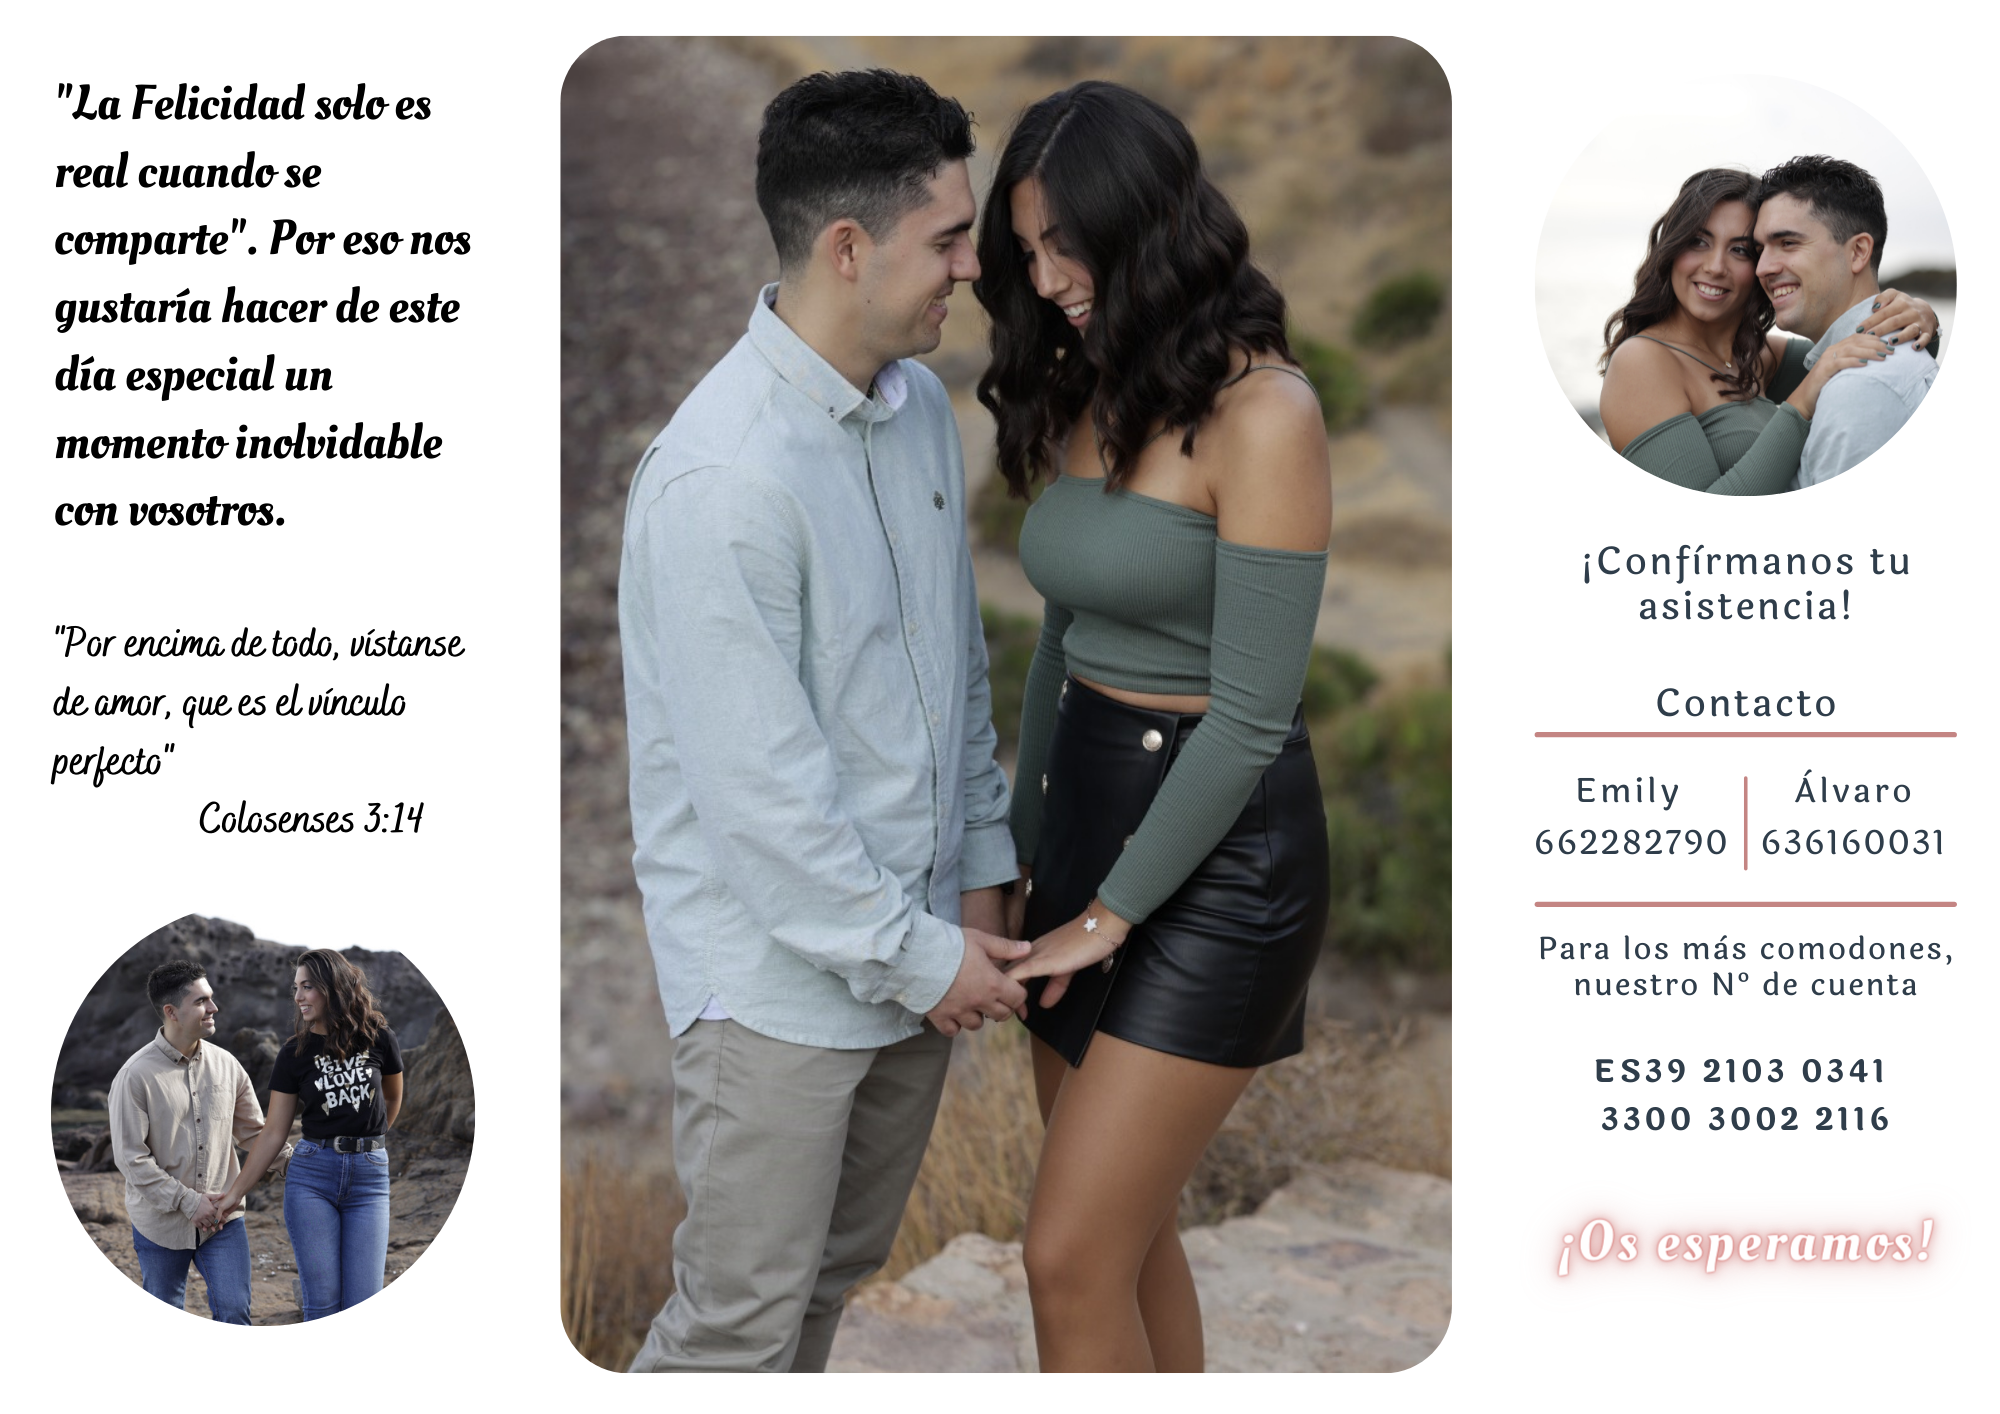 "La Felicidad solo es
real cuando se
comparte". Por eso nos
gustaría hacer de este
día especial un
momento inolvidable
con vosotros.
"Por encima de todo, vístanse
de amor, que es el vínculo
perfecto"
Colosenses 3:14
GIVE
LOVE
BACK
¡Confírmanos tu
asistencia!
Contacto
Emily
662282790
Álvaro
636160031
Para los más comodones,
nuestro Nº de cuenta
ES39 2103 0341
3300 3002 2116
¡Os esperamos!